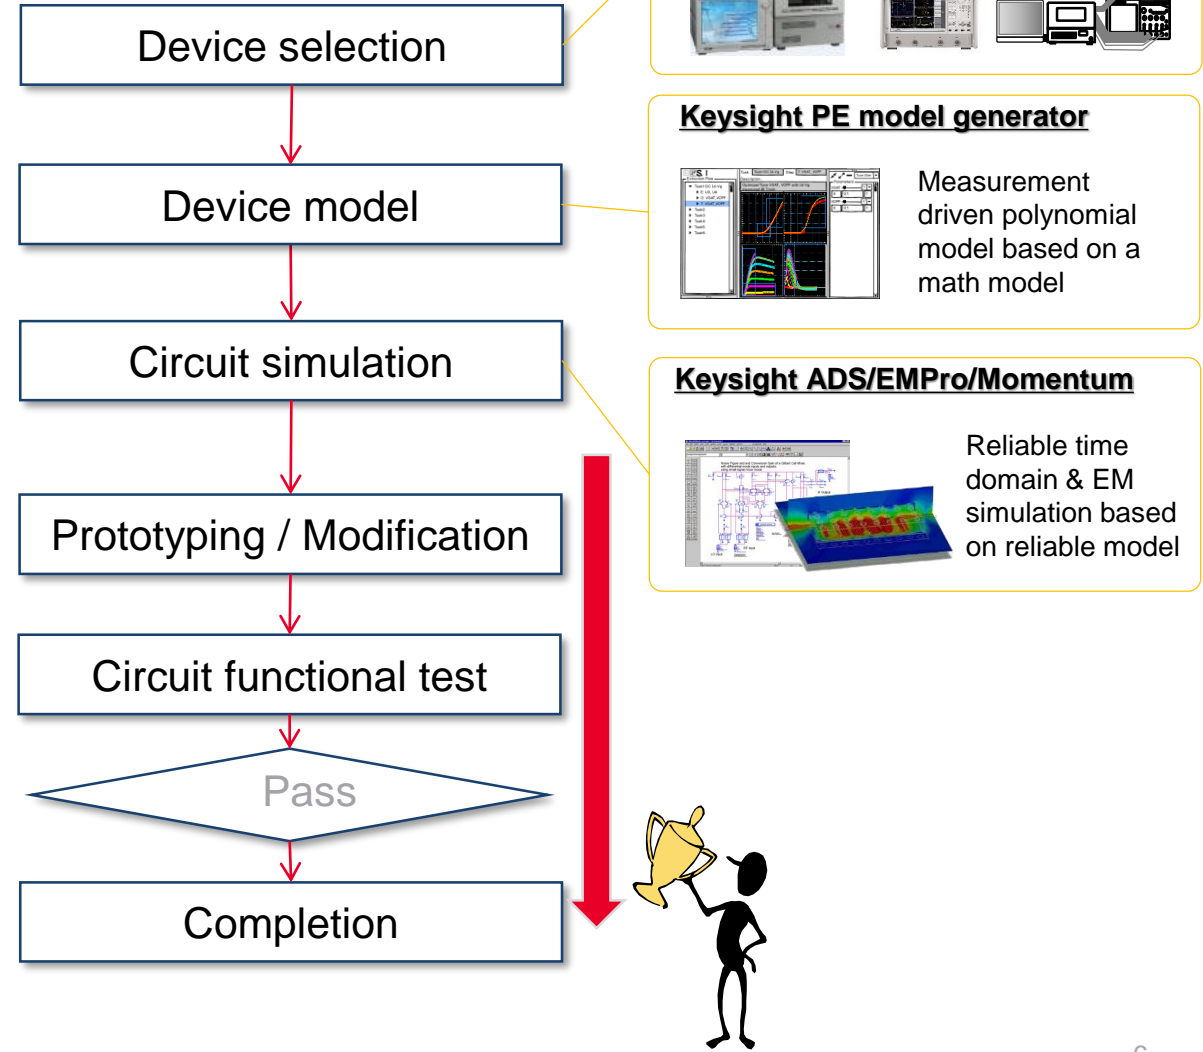 Device selection
Keysight PE model generator
Device model
Measurement
driven polynomial
model based on a
math model
Circuit simulation
Keysight ADS/EMPro/Momentum
Reliable time
domain & EM
simulation based
on reliable model
Prototyping / Modification
Circuit functional test
Pass
Completion